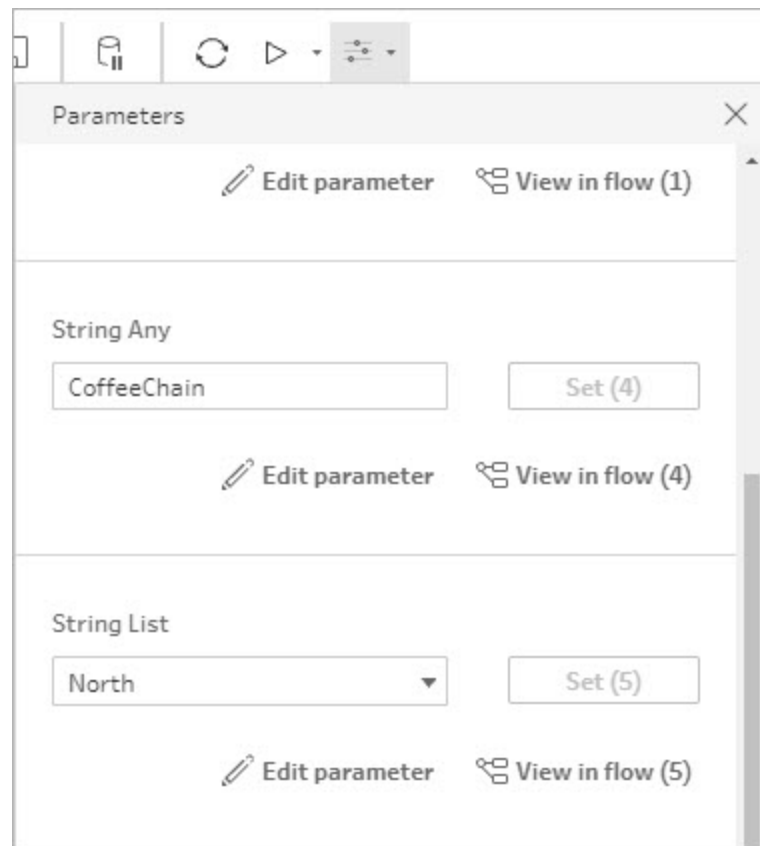 Parameters
Edit parameter View in flow (1)
String Any
CoffeeChain Set (4)
Edit parameter View in flow (4)
String List
North Set (5)
Edit parameter View in flow (5)